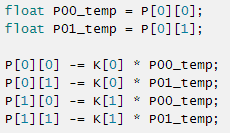 float P00_temp = P[0][0];
float P01_temp = P[0][1];
P[0][0] -= K[0] * P00_temp;
P[0][1] -= K[0] * P01_temp;
P[1][0] -= K[1] * P00_temp;
P[1][1] -= K[1] * P01_temp;